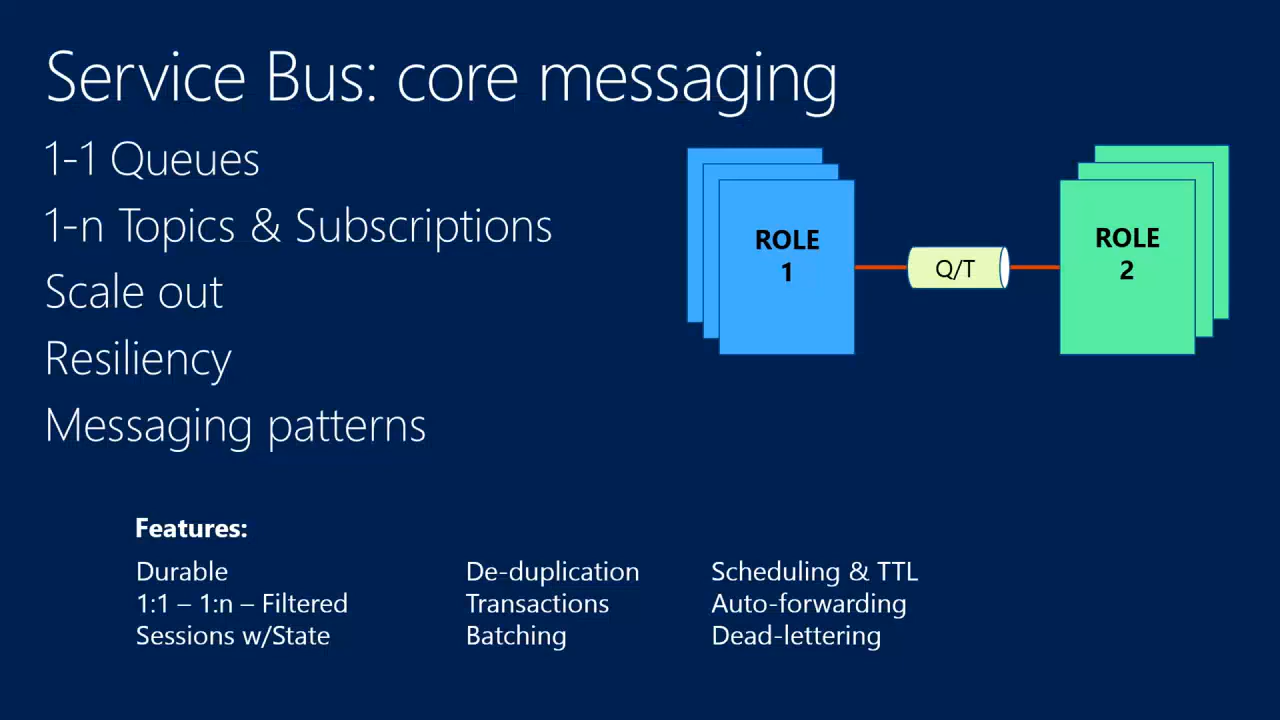 Service Bus: core messaging
1-1 Queues
1-n Topics & Subscriptions
Scale out
Resiliency
Messaging patterns
ROLE
1
Q/T
ROLE
2
Features:
Durable
1:1 – 1:n – Filtered
Sessions w/State
De-duplication
Transactions
Batching
Scheduling & TTL
Auto-forwarding
Dead-lettering